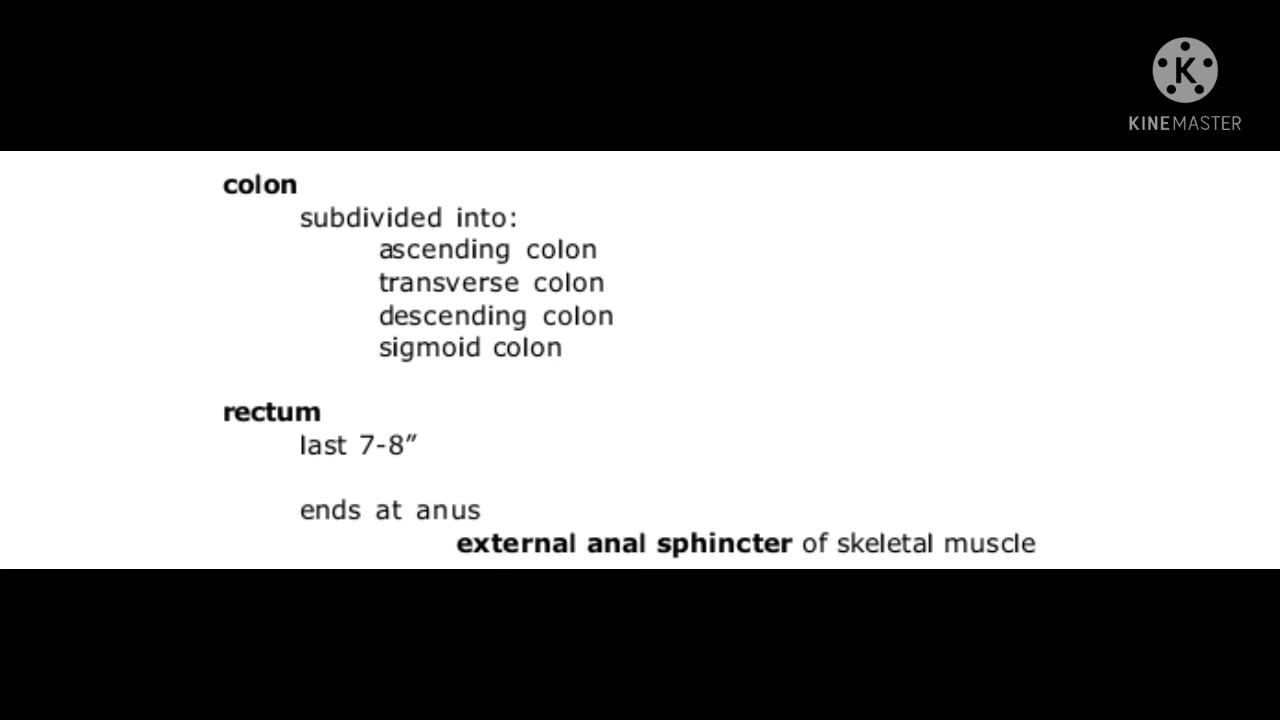 K
KINEMASTER
colon
subdivided into:
ascending colon
transverse colon
descending colon
sigmoid colon
rectum
last 7-8”
ends at anus
external anal sphincter of skeletal muscle